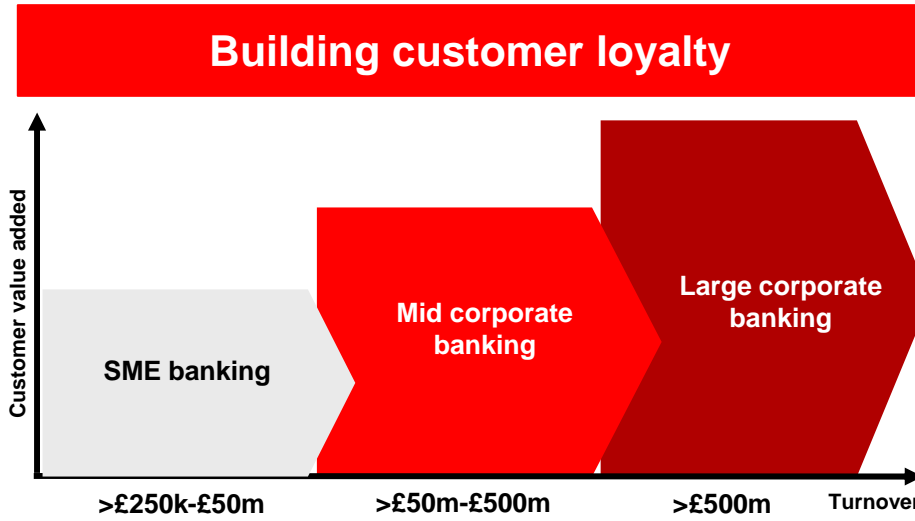 Building customer loyalty
Customer value added
SME banking
Mid corporate
banking
Large corporate
banking
>£250k-£50m
>£50m-£500m
>£500m
Turnover